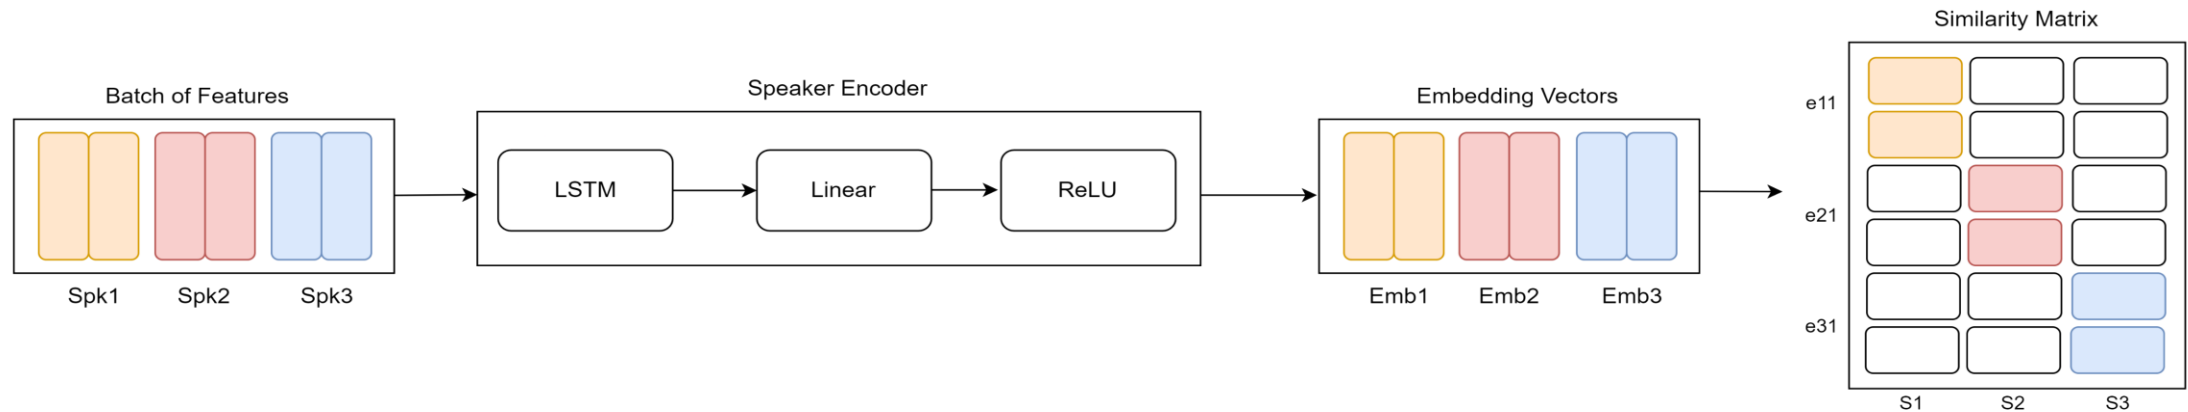 Similarity Matrix
Speaker Encoder
Batch of Features
Embedding Vectors
e11
LSTM
Linear
ReLU
e21
Spk1
Spk2
Spk3
Emb1
Emb2
Emb3
e31
S1
S2
S3